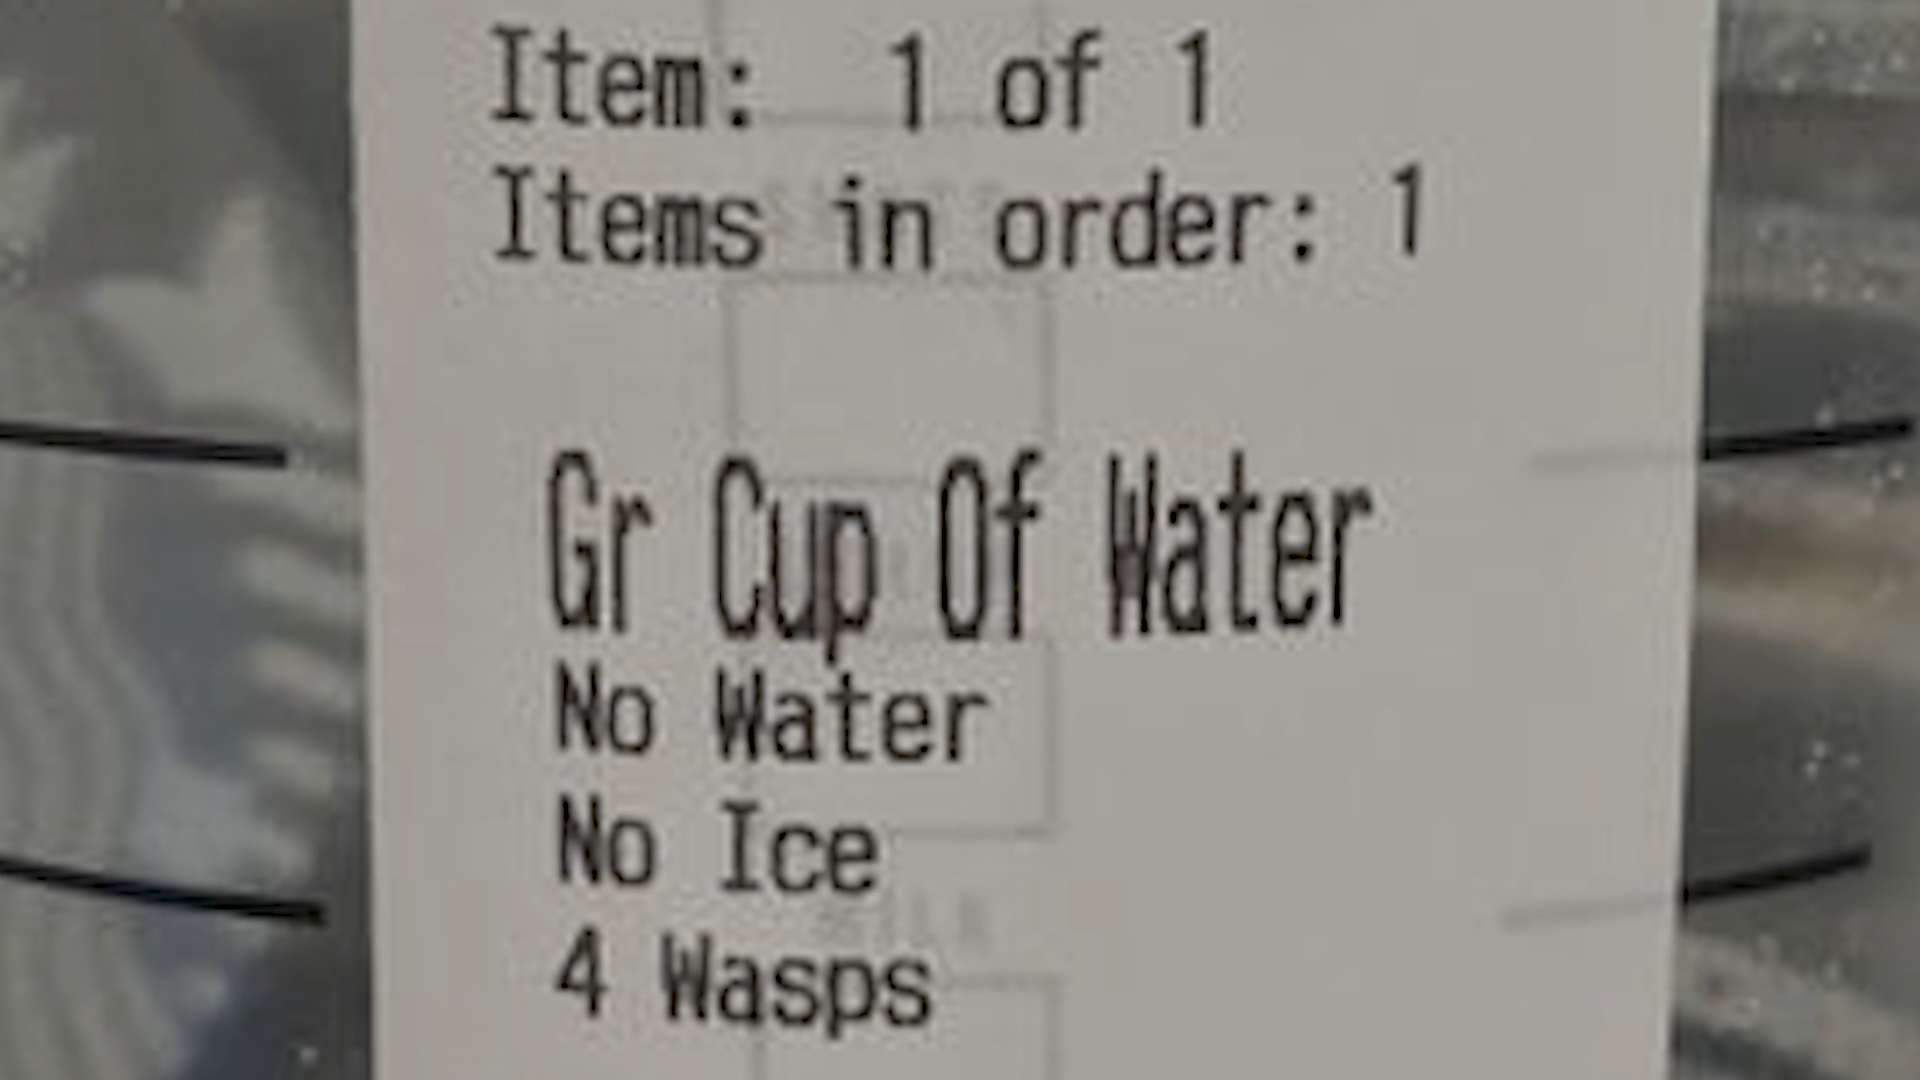 Item: 1 of 1
Items in order: 1
Gr Cup Of Water
No Water
No Ice
4 Wasps